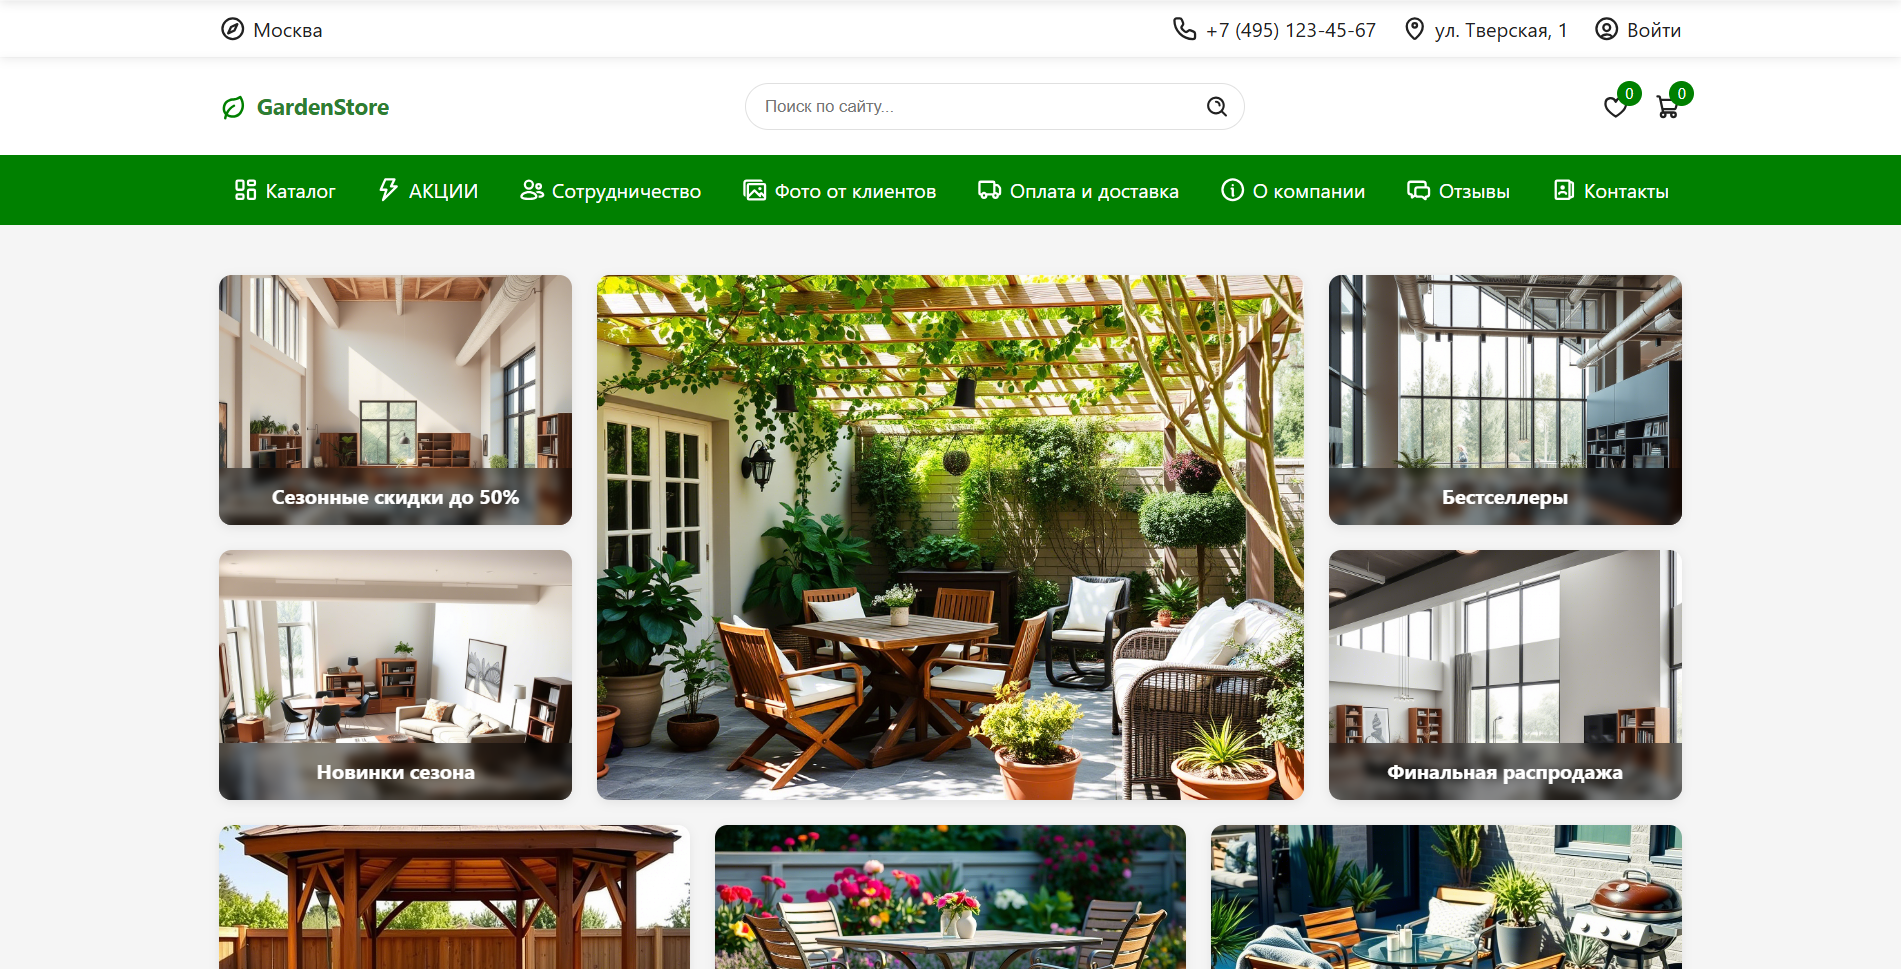 Москва
+7 (495) 123-45-67
ул. Тверская, 1
Войти
GardenStore
Поиск по сайту...
0
0
Каталог
АКЦИИ
Сотрудничество
Фото от клиентов
Оплата и доставка
О компании
Отзывы
Контакты
Сезонные скидки до 50%
Бестселлеры
Новинки сезона
Финальная распродажа